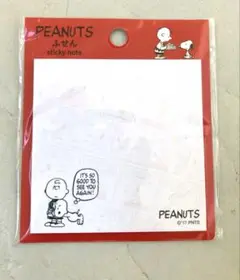 PEANUTS
ふせん
sticky note
IT'S SO
GOOD TO
SEE YOU
AGAIN!
PEANUTS